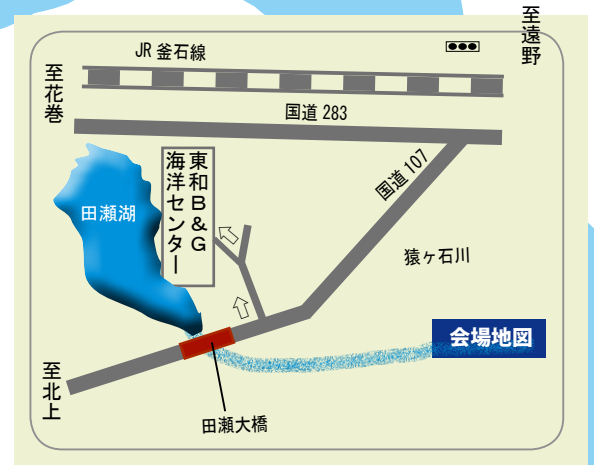 至遠野
JR 釜石線
至花巻
国道 283
国道 107
東和B&G
海洋センター
田瀬湖
猿ヶ石川
会場地図
至北上
田瀬大橋